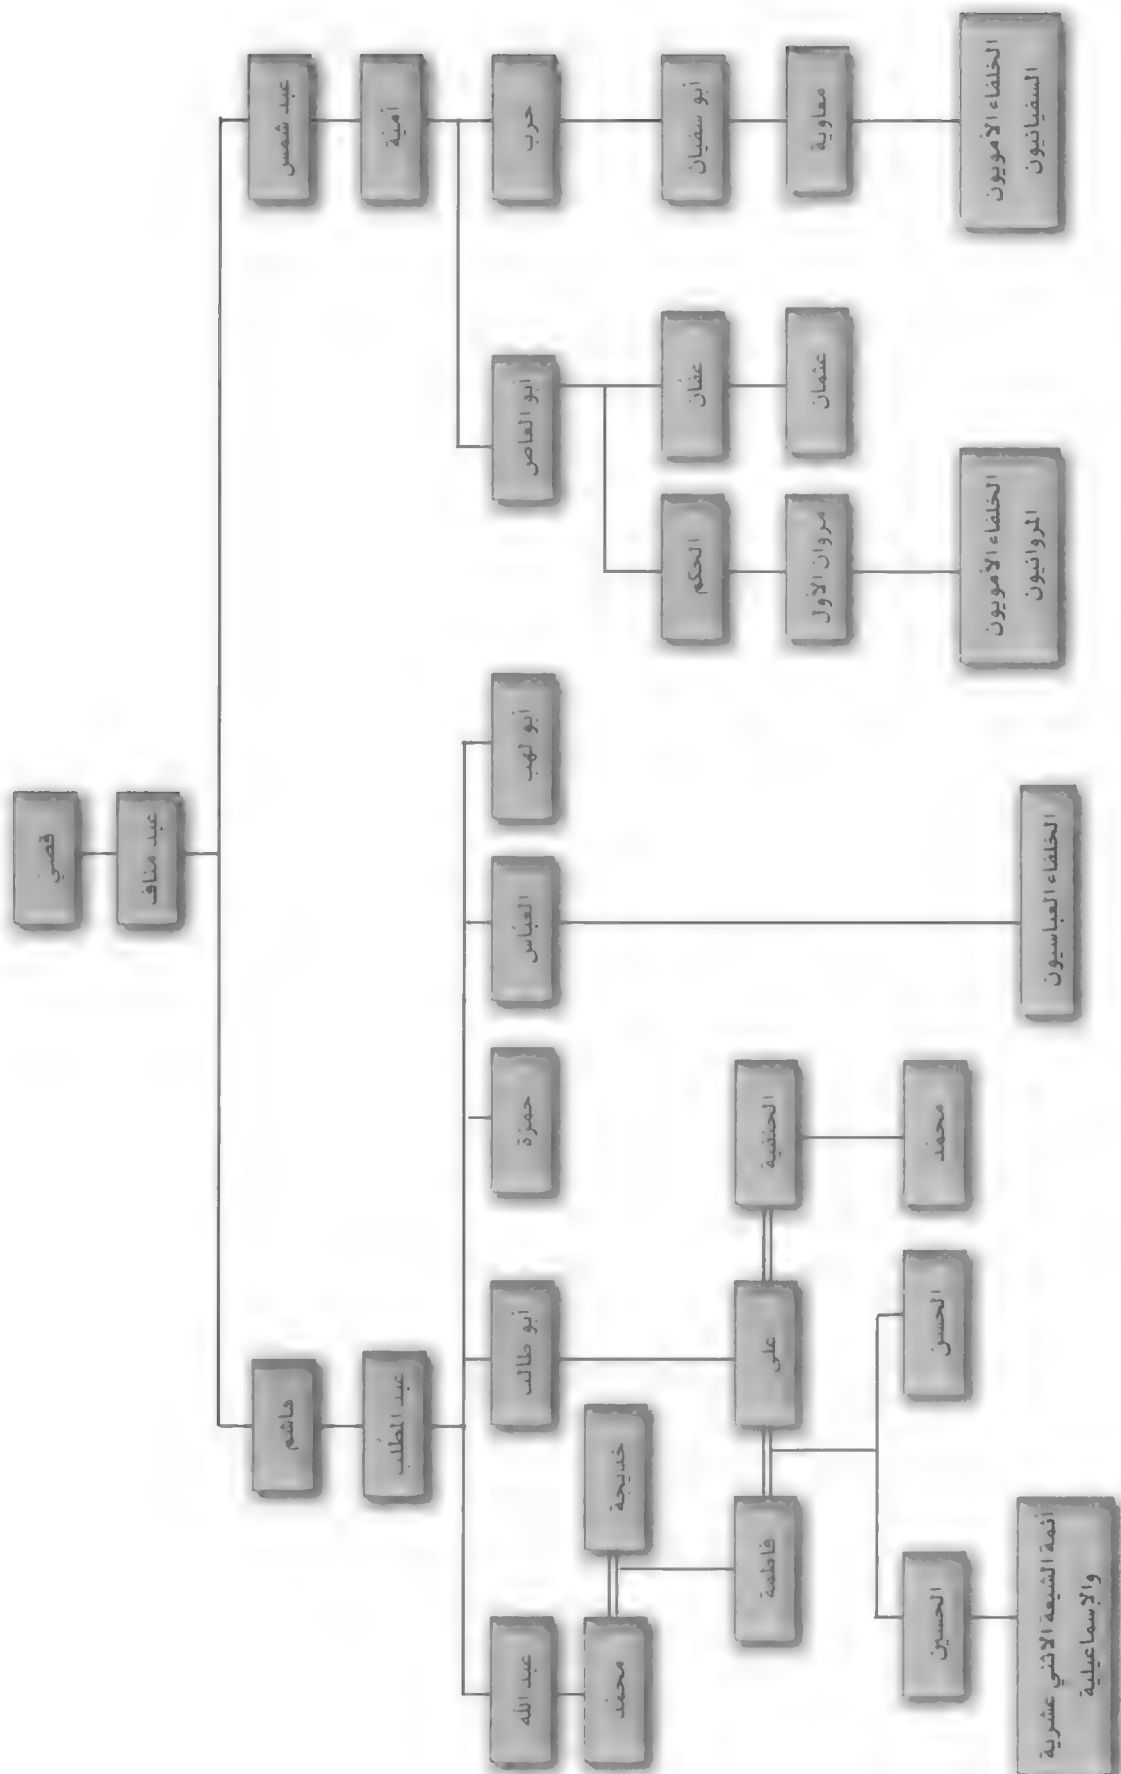 قصي
عبد مناف
عبد شمس
هاشم
أمية
عبد المطلب
حرب
أبو العاص
أبو لهب
العباس
حمزة
أبو طالب
عبد الله
خديجة
محمد
أبو سفيان
عفان
الحكم
معاوية
عثمان
مروان الأول
الحنفية
علي
فاطمة
محمد
الحسن
الحسين
الخلفاء الأمويون
السفيانيون
الخلفاء الأمويون
المروانيون
الخلفاء العباسيون
أئمة الشيعة الاثني عشرية
والإسماعيلية